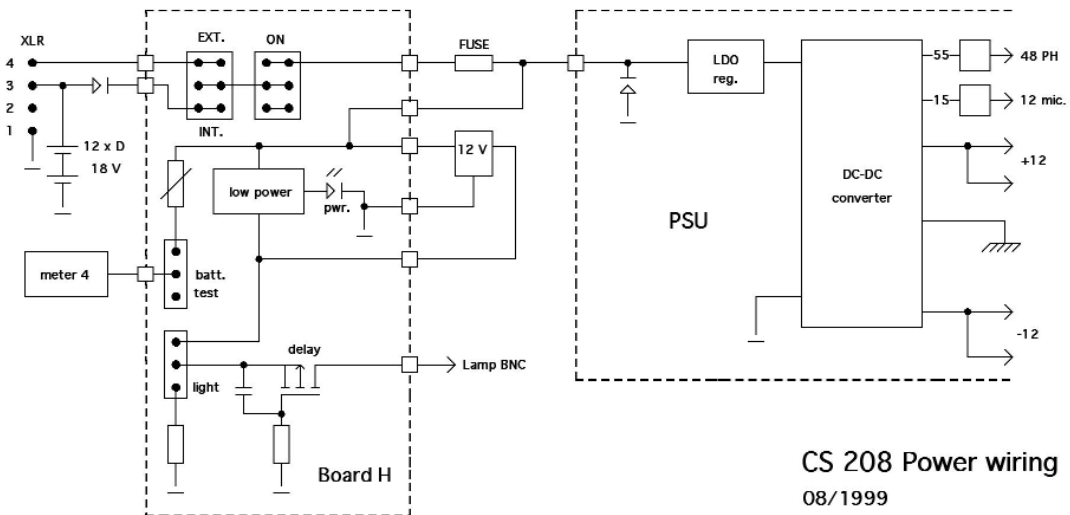 XLR
EXT.
ON
FUSE
4
3
2
1
INT.
12 x D
18 V
12 V
low power
pwr.
meter 4
batt.
test
delay
light
Lamp BNC
Board H
LDO
reg.
55
48 PH
15
12 mic.
+12
DC-DC
converter
PSU
-12
CS 208 Power wiring
08/1999